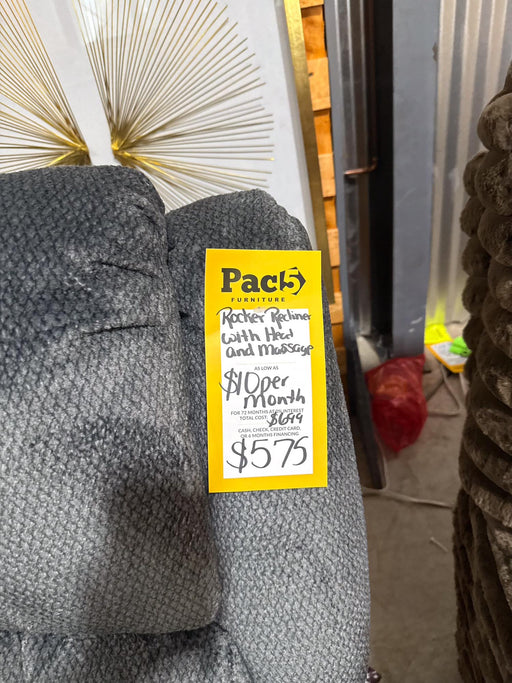 Pac5
FURNITURE
Rocker Recliner
with Heat
and Massage
AS LOW AS
$10 per
Month
FOR 72 MONTHS AT 0% INTEREST
TOTAL COST: $699
CASH, CHECK, CREDIT CARD,
OR 6 MONTHS FINANCING
$575